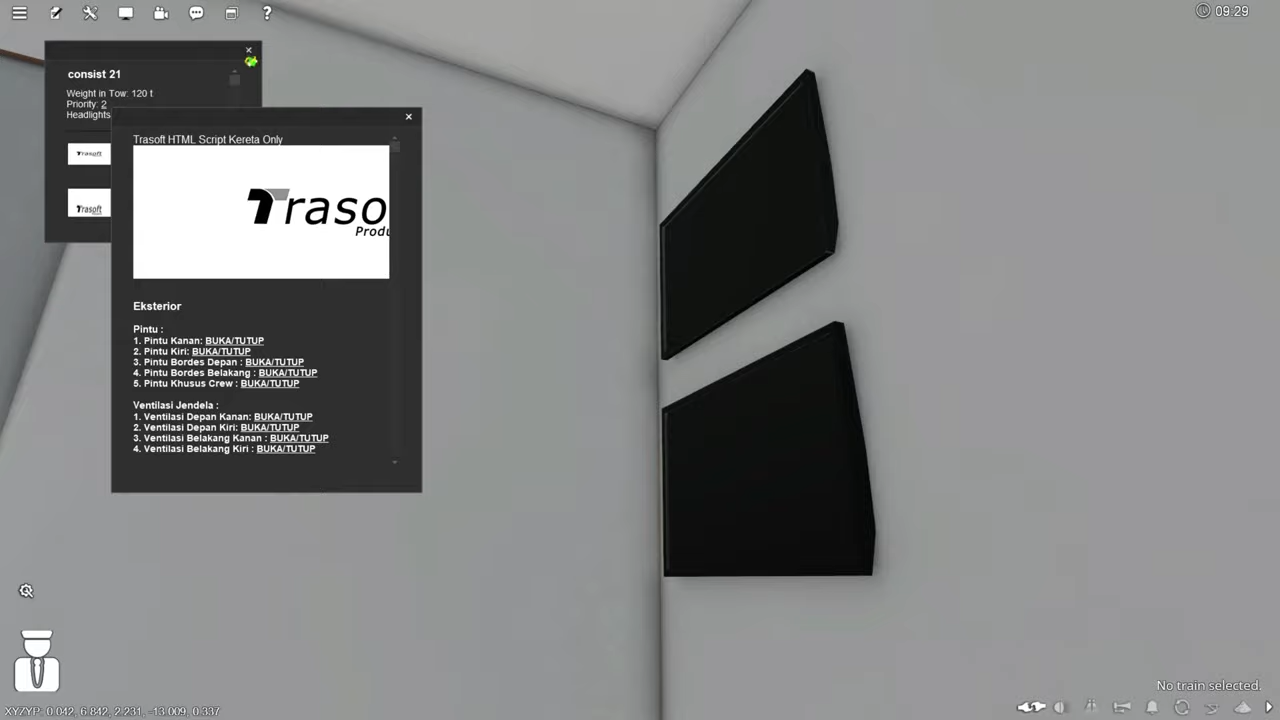 09.29
consist 21
Weight in Tow: 120 t
Priority: 2
Headlights
Trasoft
Trasoft
Trasoft HTML Script Kereta Only
Traso
Produ
Eksterior
Pintu :
1. Pintu Kanan: BUKA/TUTUP
2. Pintu Kiri: BUKA/TUTUP
3. Pintu Bordes Depan : BUKA/TUTUP
4. Pintu Bordes Belakang : BUKA/TUTUP
5. Pintu Khusus Crew : BUKA/TUTUP
Ventilasi Jendela :
1. Ventilasi Depan Kanan: BUKA/TUTUP
2. Ventilasi Depan Kiri: BUKA/TUTUP
3. Ventilasi Belakang Kanan : BUKA/TUTUP
4. Ventilasi Belakang Kiri : BUKA/TUTUP
No train selected.
XYZYP: 0.042, 6.842, 2.231, -13.009, 0.337